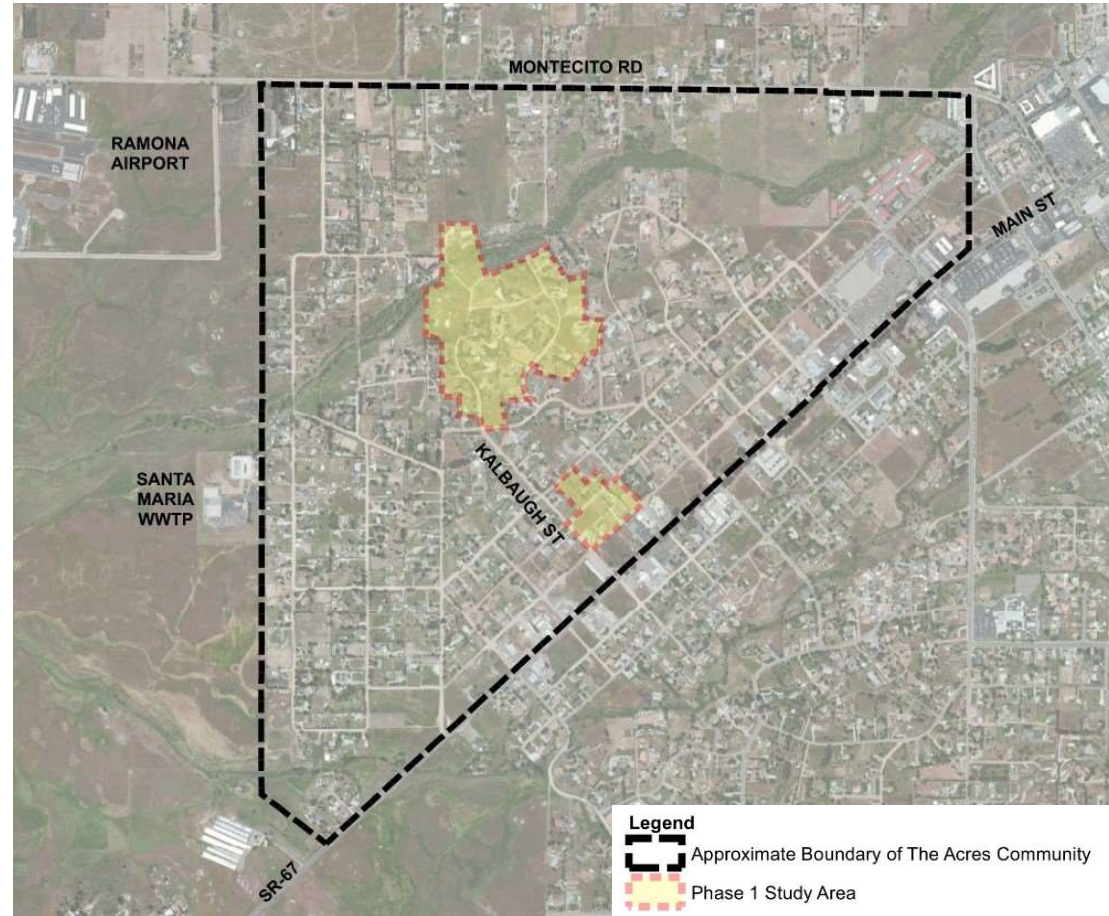 MONTECITO RD
RAMONA
AIRPORT
MAIN ST
SANTA
MARIA
WWTP
KALBAUGH ST
SR-67
Legend
Approximate Boundary of The Acres Community
Phase 1 Study Area